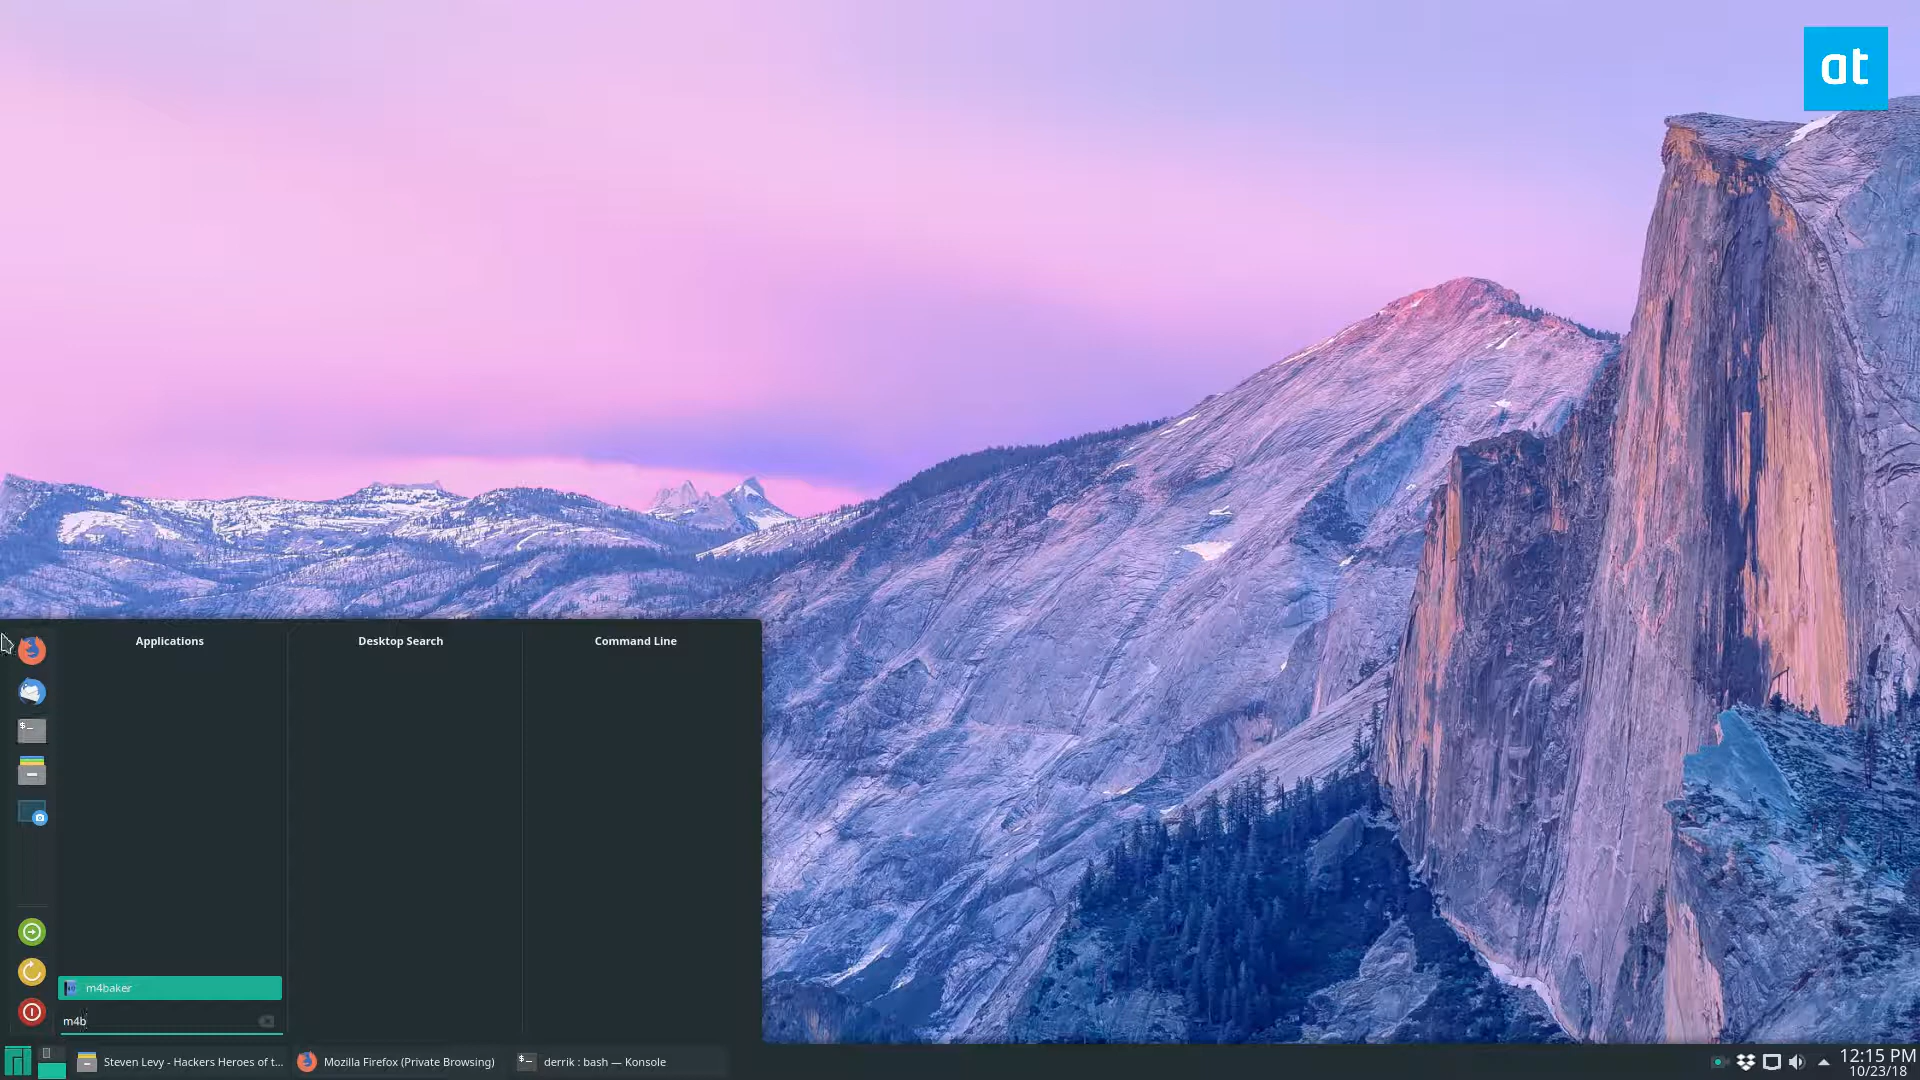 at
Applications
Desktop Search
Command Line
$_
m4baker
m4b
Steven Levy - Hackers Heroes of t...
Mozilla Firefox (Private Browsing)
$_
derrik : bash — Konsole
12:15 PM
10/23/18